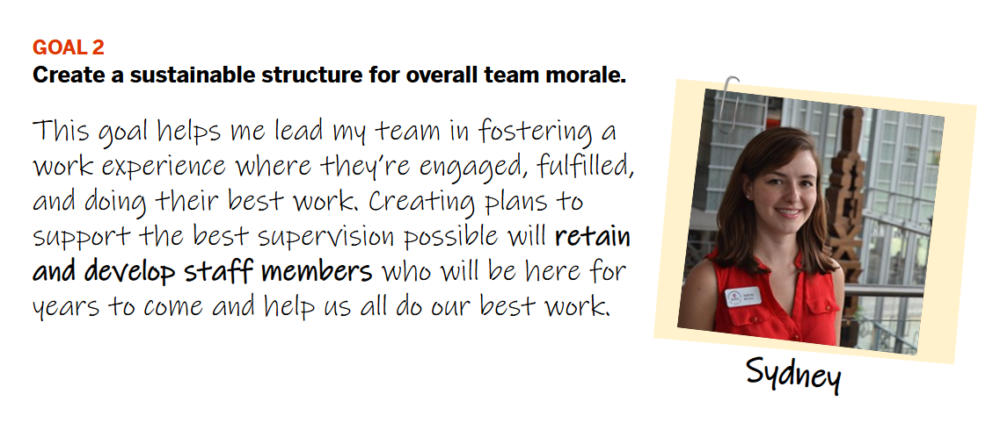 GOAL 2
Create a sustainable structure for overall team morale.
This goal helps me lead my team in fostering a
work experience where they're engaged, fulfilled,
and doing their best work. Creating plans to
support the best supervision possible will retain
and develop staff members who will be here for
years to come and help us all do our best work.
Sydney